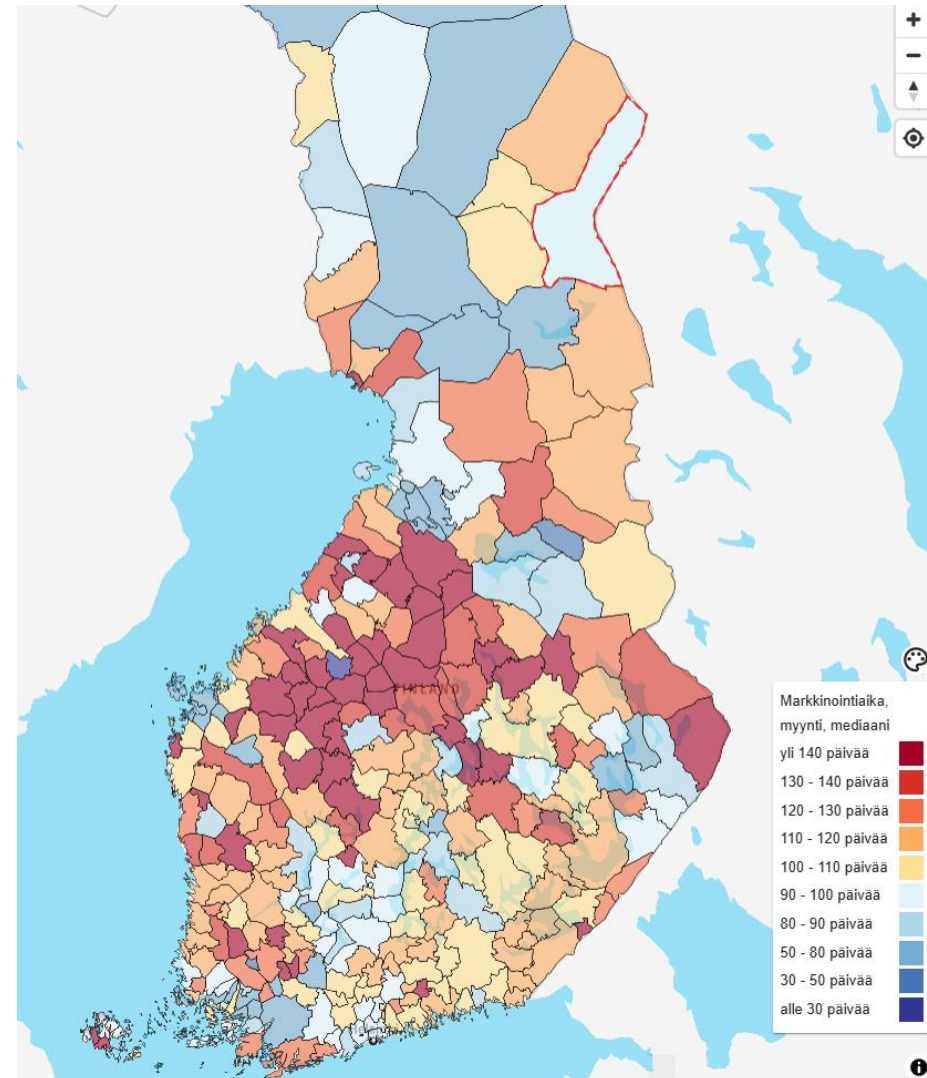 FINLAND
Markkinointiaika,
myynti, mediaani
yli 140 päivää
130 - 140 päivää
120 - 130 päivää
110 - 120 päivää
100 - 110 päivää
90 - 100 päivää
80 - 90 päivää
50 - 80 päivää
30 - 50 päivää
alle 30 päivää